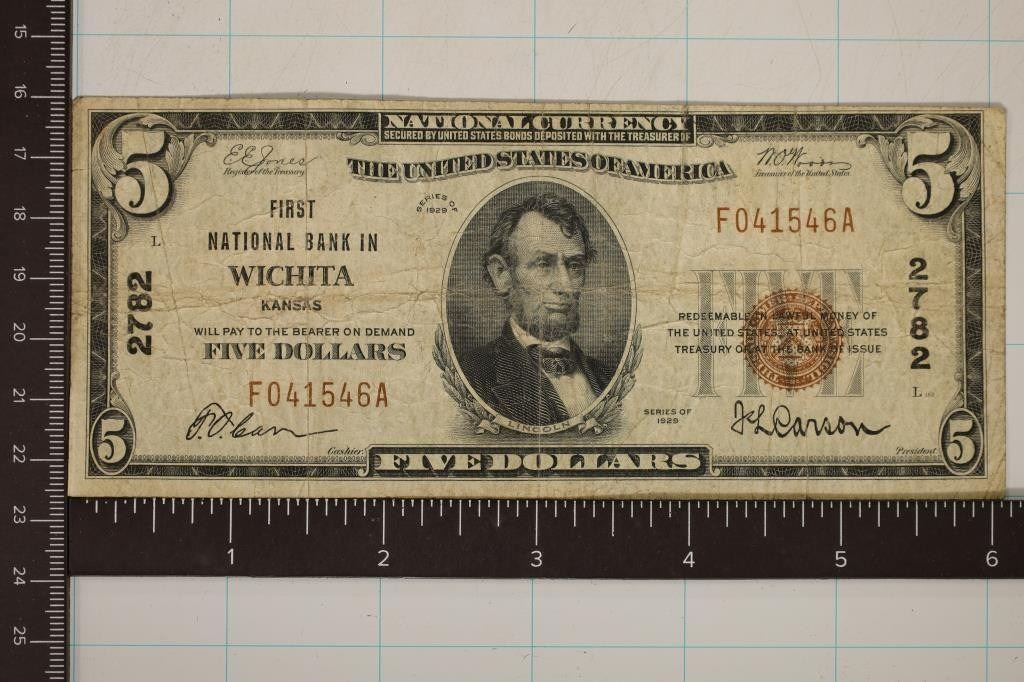 NATIONAL CURRENCY
SECURED BY UNITED STATES BONDS DEPOSITED WITH THE TREASURER OF
THE UNITED STATES OF AMERICA
5
5
E E Jones
Register of the Treasury
W O Woods
Treasurer of the United States
SERIES OF
1929
FIRST
NATIONAL BANK IN
WICHITA
KANSAS
WILL PAY TO THE BEARER ON DEMAND
FIVE DOLLARS
L
2782
F041546A
Cashier
LINCOLN
F041546A
FIVE
REDEEMABLE IN LAWFUL MONEY OF
THE UNITED STATES AT UNITED STATES
TREASURY OR AT THE BANK OF ISSUE
2782
L
SERIES OF
1929
Carson
President
5
5
FIVE DOLLARS
15
16
17
18
19
20
21
22
23
24
25
1 2 3 4 5 6